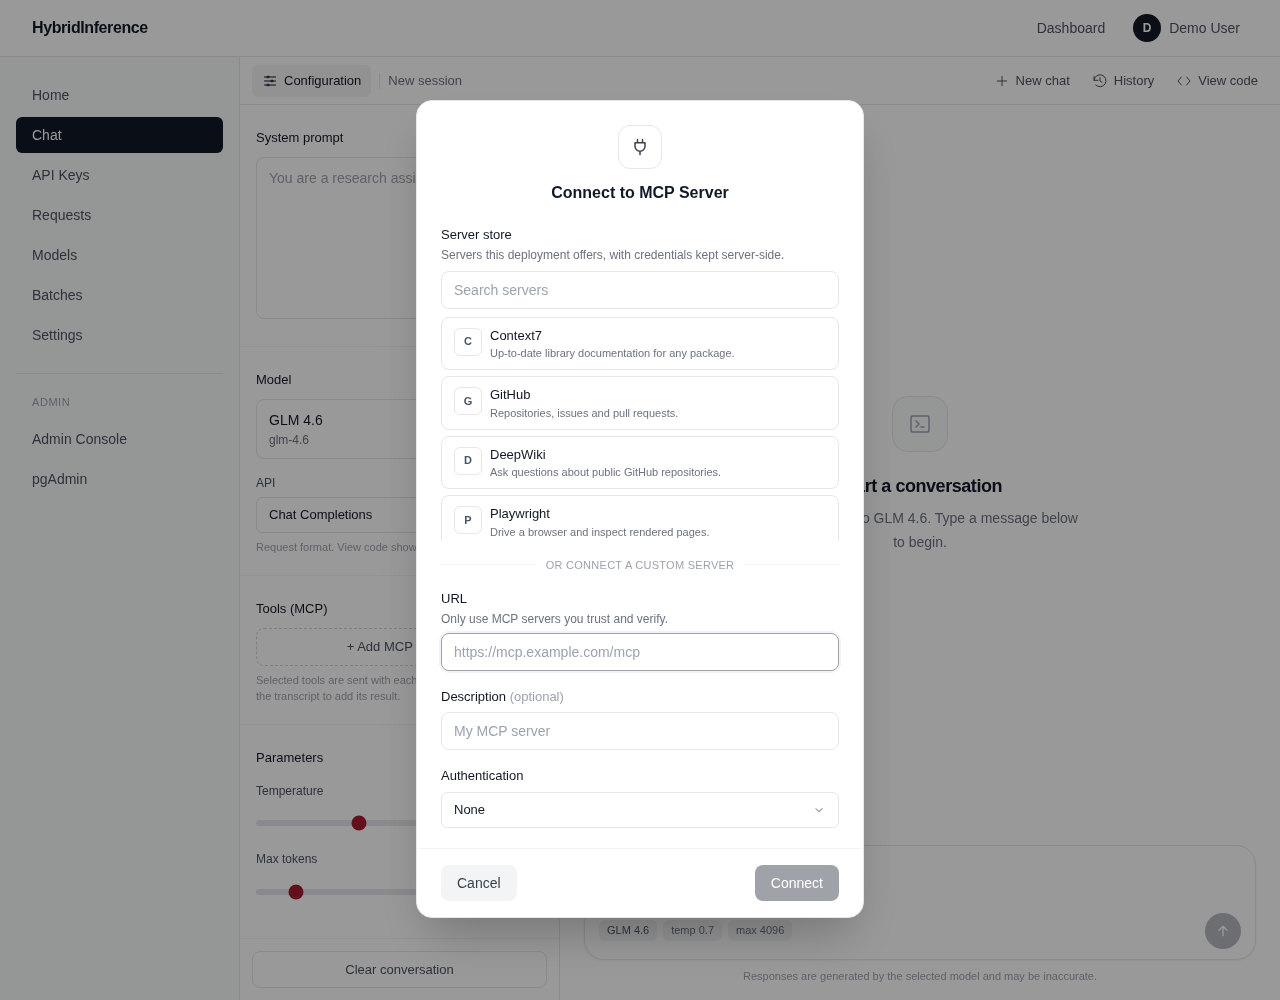 HybridInference
Dashboard
D
Demo User
Home
Chat
API Keys
Requests
Models
Batches
Settings
ADMIN
Admin Console
pgAdmin
Configuration
New session
New chat
History
View code
System prompt
You are a research assi
Model
GLM 4.6
glm-4.6
API
Chat Completions
Request format. View code show
Tools (MCP)
+ Add MCP
Selected tools are sent with each
the transcript to add its result.
Parameters
Temperature
Max tokens
Clear conversation
Connect to MCP Server
Server store
Servers this deployment offers, with credentials kept server-side.
Search servers
C
Context7
Up-to-date library documentation for any package.
G
GitHub
Repositories, issues and pull requests.
D
DeepWiki
Ask questions about public GitHub repositories.
P
Playwright
Drive a browser and inspect rendered pages.
OR CONNECT A CUSTOM SERVER
URL
Only use MCP servers you trust and verify.
https://mcp.example.com/mcp
Description (optional)
My MCP server
Authentication
None
Cancel
Connect
a conversation
GLM 4.6. Type a message below
to begin.
GLM 4.6
temp 0.7
max 4096
Responses are generated by the selected model and may be inaccurate.